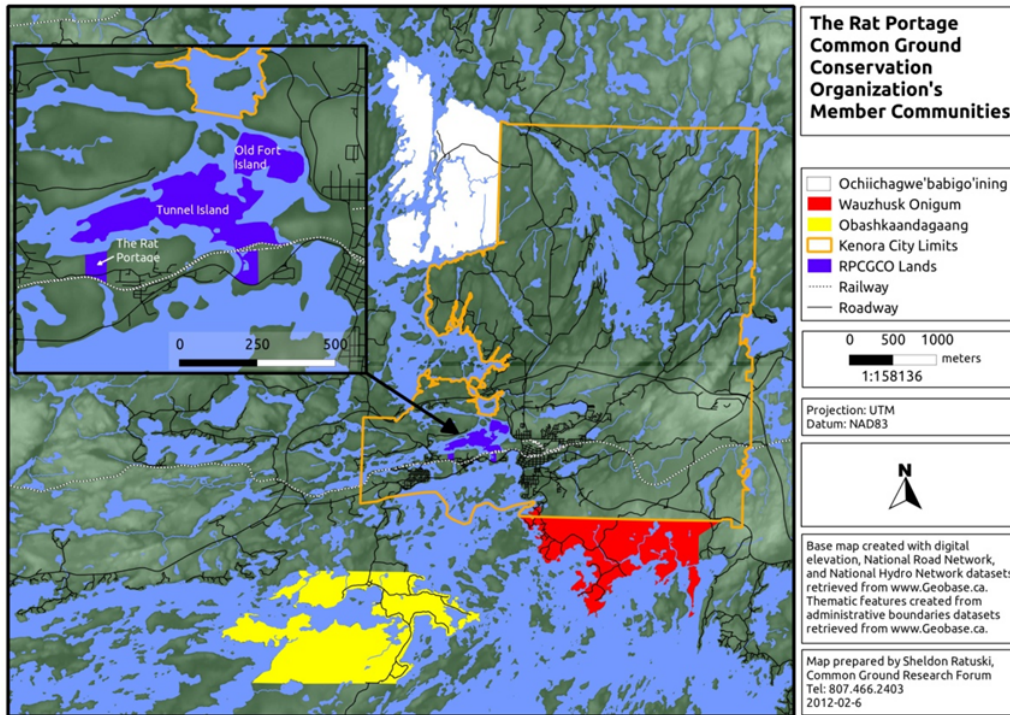 The Rat Portage
Common Ground
Conservation
Organization's
Member Communities
Ochiichagwe'babigo'ining
Wauzhusk Onigum
Obashkaandagaang
Kenora City Limits
RPCGCO Lands
Railway
Roadway
0 500 1000
meters
1:158136
Projection: UTM
Datum: NAD83
N
Base map created with digital
elevation, National Road Network,
and National Hydro Network datasets
retrieved from www.Geobase.ca.
Thematic features created from
administrative boundaries datasets
retrieved from www.Geobase.ca.
Map prepared by Sheldon Ratuski,
Common Ground Research Forum
Tel: 807.466.2403
2012-02-6
Old Fort
Island
Tunnel Island
The Rat
Portage
0 250 500